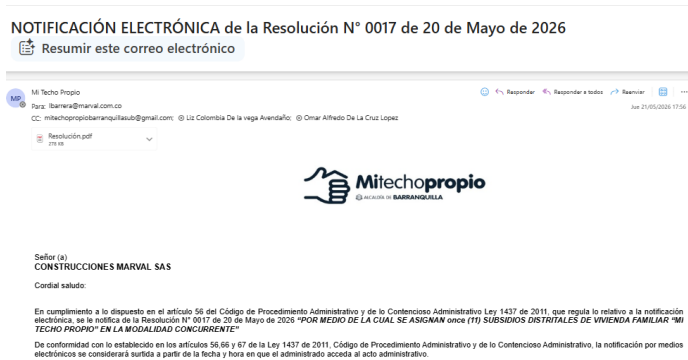 NOTIFICACIÓN ELECTRÓNICA de la Resolución N° 0017 de 20 de Mayo de 2026
Resumir este correo electrónico
MP
Mi Techo Propio
Para: lbarrera@marval.com.co
CC: mitechopropiobarranquillasub@gmail.com; Liz Colombia De la vega Avendaño; Omar Alfredo De La Cruz Lopez
Responder Responder a todos Reenviar
Jue 21/05/2026 17:56
Resolución.pdf
278 KB
Mitechopropio
ALCALDÍA DE BARRANQUILLA
Señor (a)
CONSTRUCCIONES MARVAL SAS
Cordial saludo:
En cumplimiento a lo dispuesto en el artículo 56 del Código de Procedimiento Administrativo y de lo Contencioso Administrativo Ley 1437 de 2011, que regula lo relativo a la notificación
electrónica, se le notifica de la Resolución N° 0017 de 20 de Mayo de 2026 "POR MEDIO DE LA CUAL SE ASIGNAN once (11) SUBSIDIOS DISTRITALES DE VIVIENDA FAMILIAR "MI
TECHO PROPIO" EN LA MODALIDAD CONCURRENTE"
De conformidad con lo establecido en los artículos 56,66 y 67 de la Ley 1437 de 2011, Código de Procedimiento Administrativo y de lo Contencioso Administrativo, la notificación por medios
electrónicos se considerará surtida a partir de la fecha y hora en que el administrado acceda al acto administrativo.